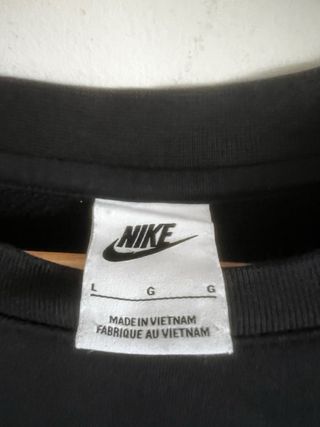 NIKE
L G G
MADE IN VIETNAM
FABRIQUE AU VIETNAM